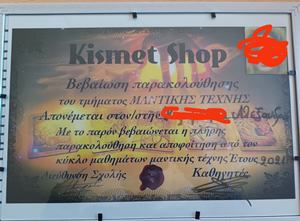 Kismet Shop
Βεβαίωση παρακολούθησης
του τμήματος ΜΑΝΤΙΚΗΣ ΤΕΧΝΗΣ
Απονέμεται στον/στην
Με το παρόν βεβαιώνεται η πλήρης
παρακολούθηση και αποφοίτηση από τον
κύκλο μαθημάτων μαντικής τέχνης Έτους 2021
Διεύθυνση Σχολής Καθηγητής